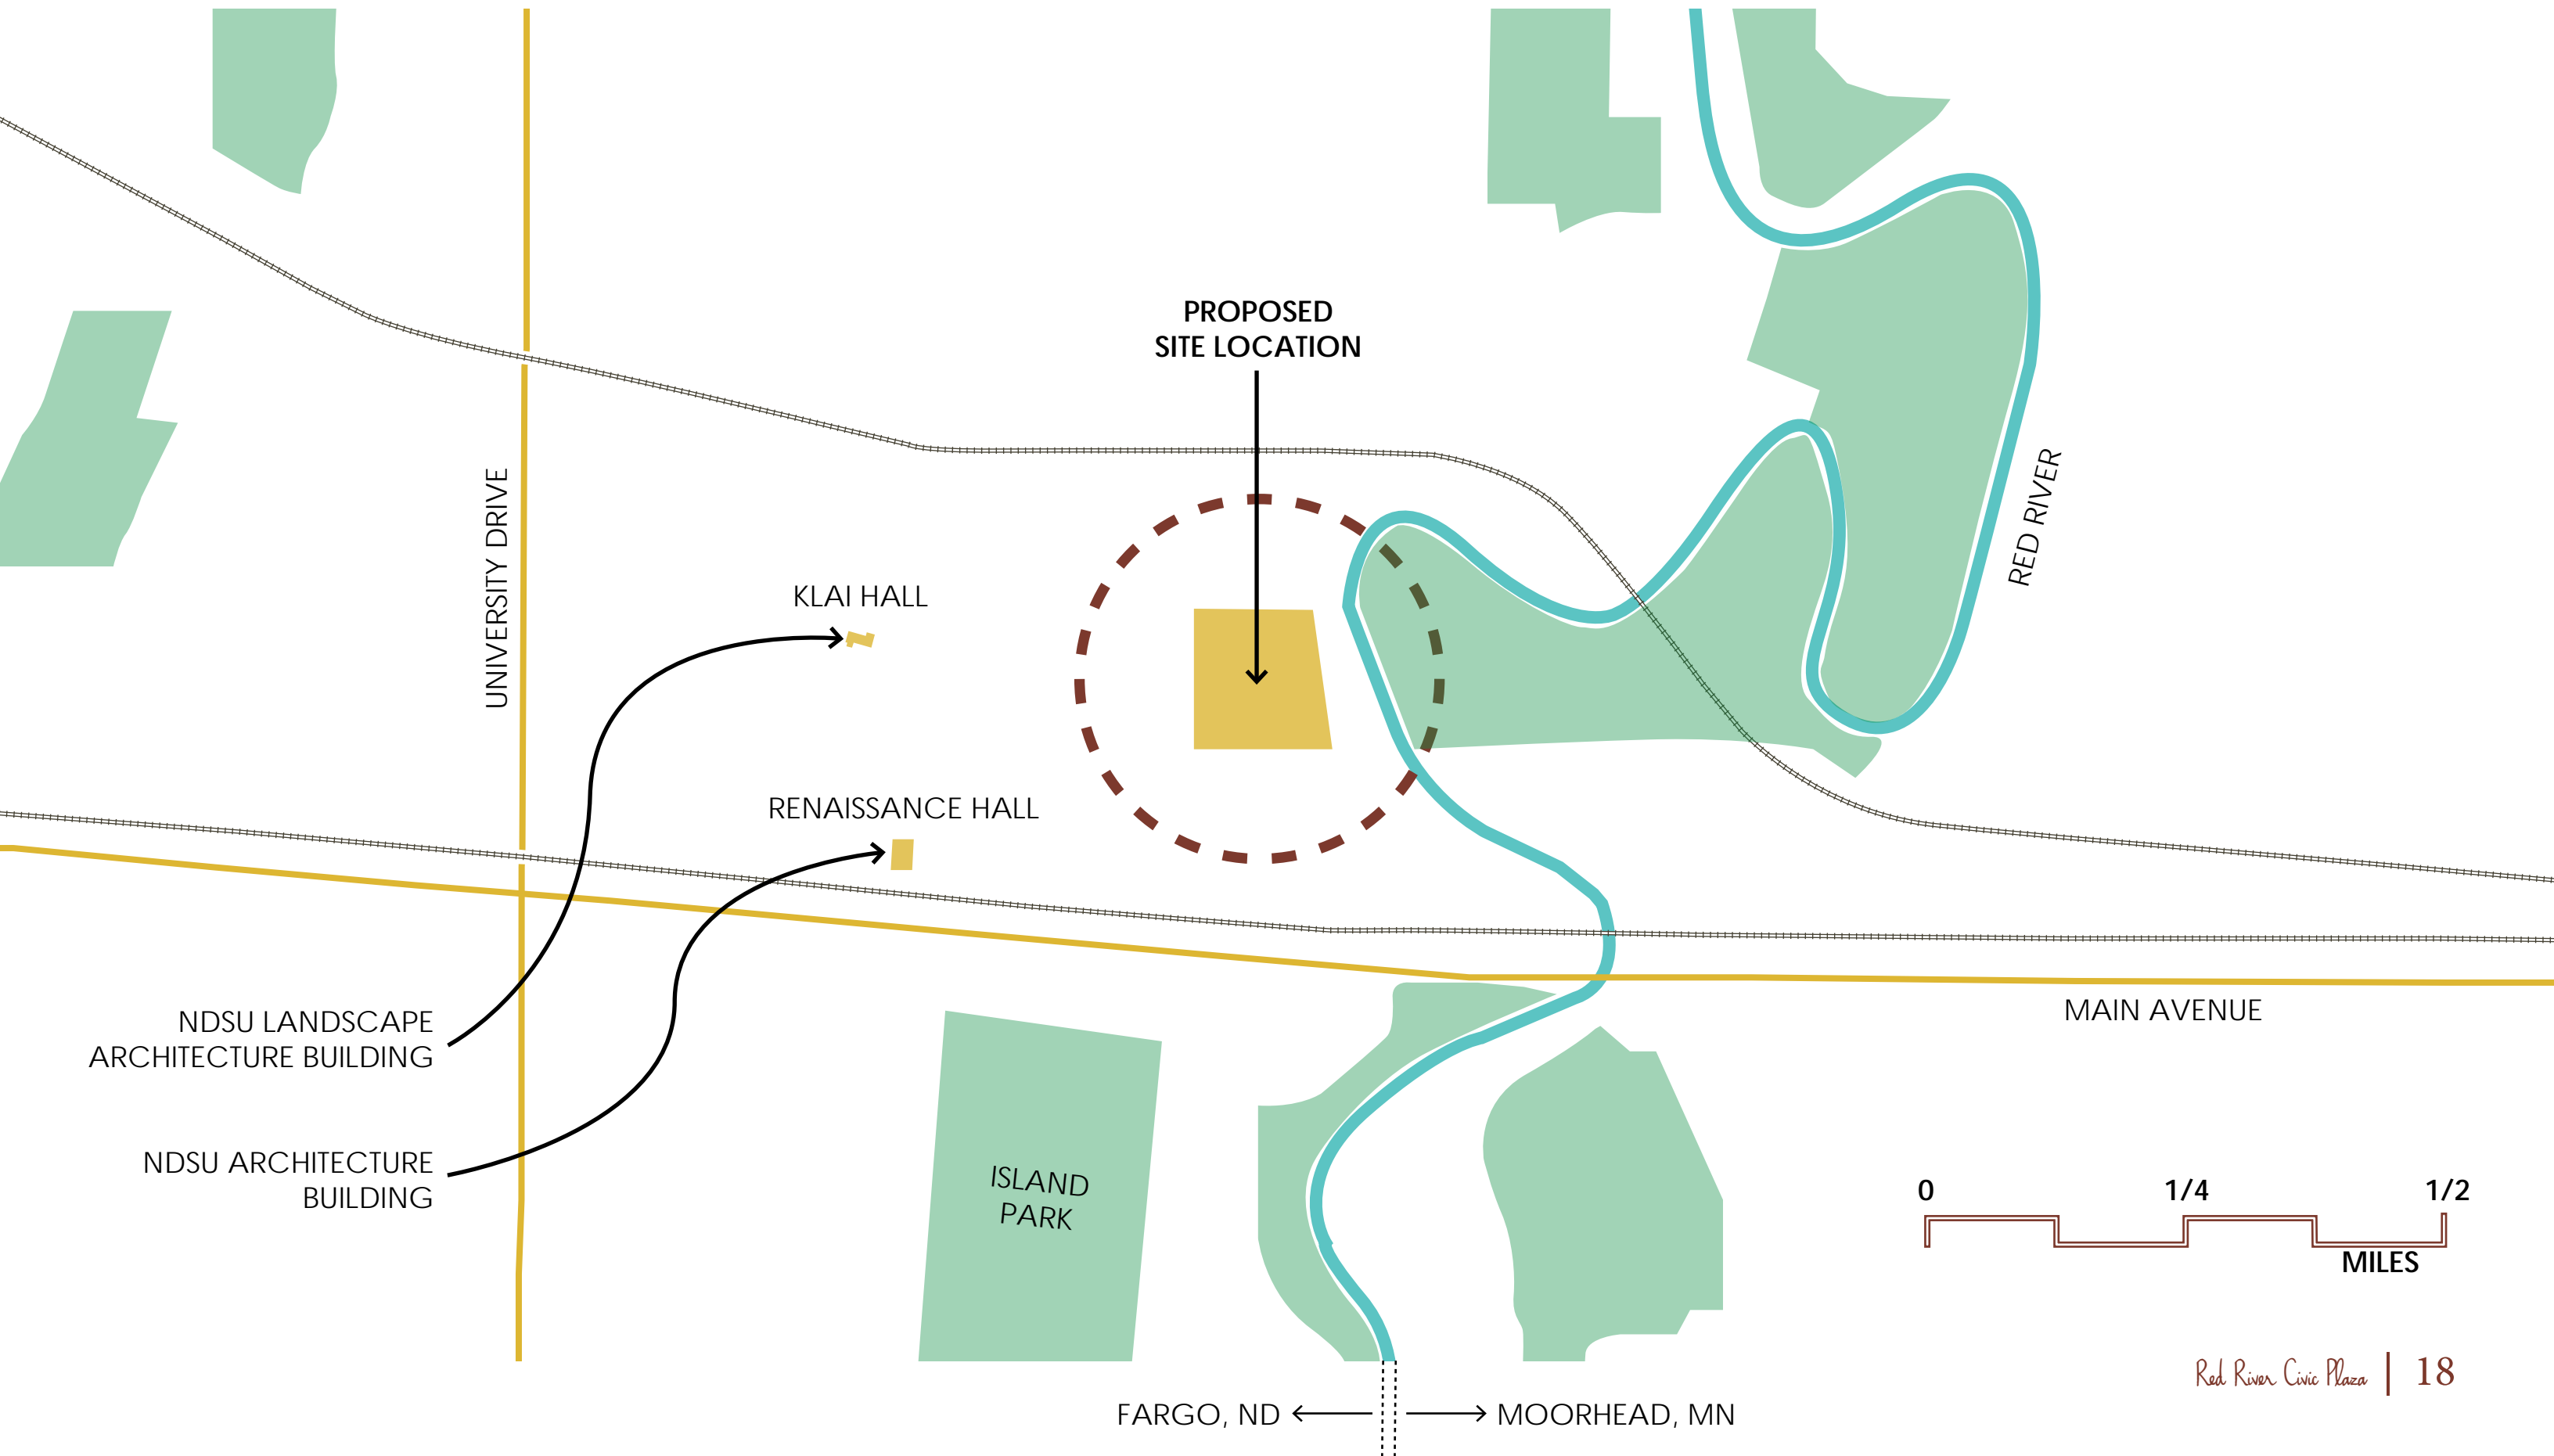 PROPOSED
SITE LOCATION
UNIVERSITY DRIVE
RED RIVER
KLAI HALL
RENAISSANCE HALL
NDSU LANDSCAPE
ARCHITECTURE BUILDING
MAIN AVENUE
NDSU ARCHITECTURE
BUILDING
ISLAND
PARK
0 1/4 1/2
MILES
Red River Civic Plaza | 18
FARGO, ND
MOORHEAD, MN